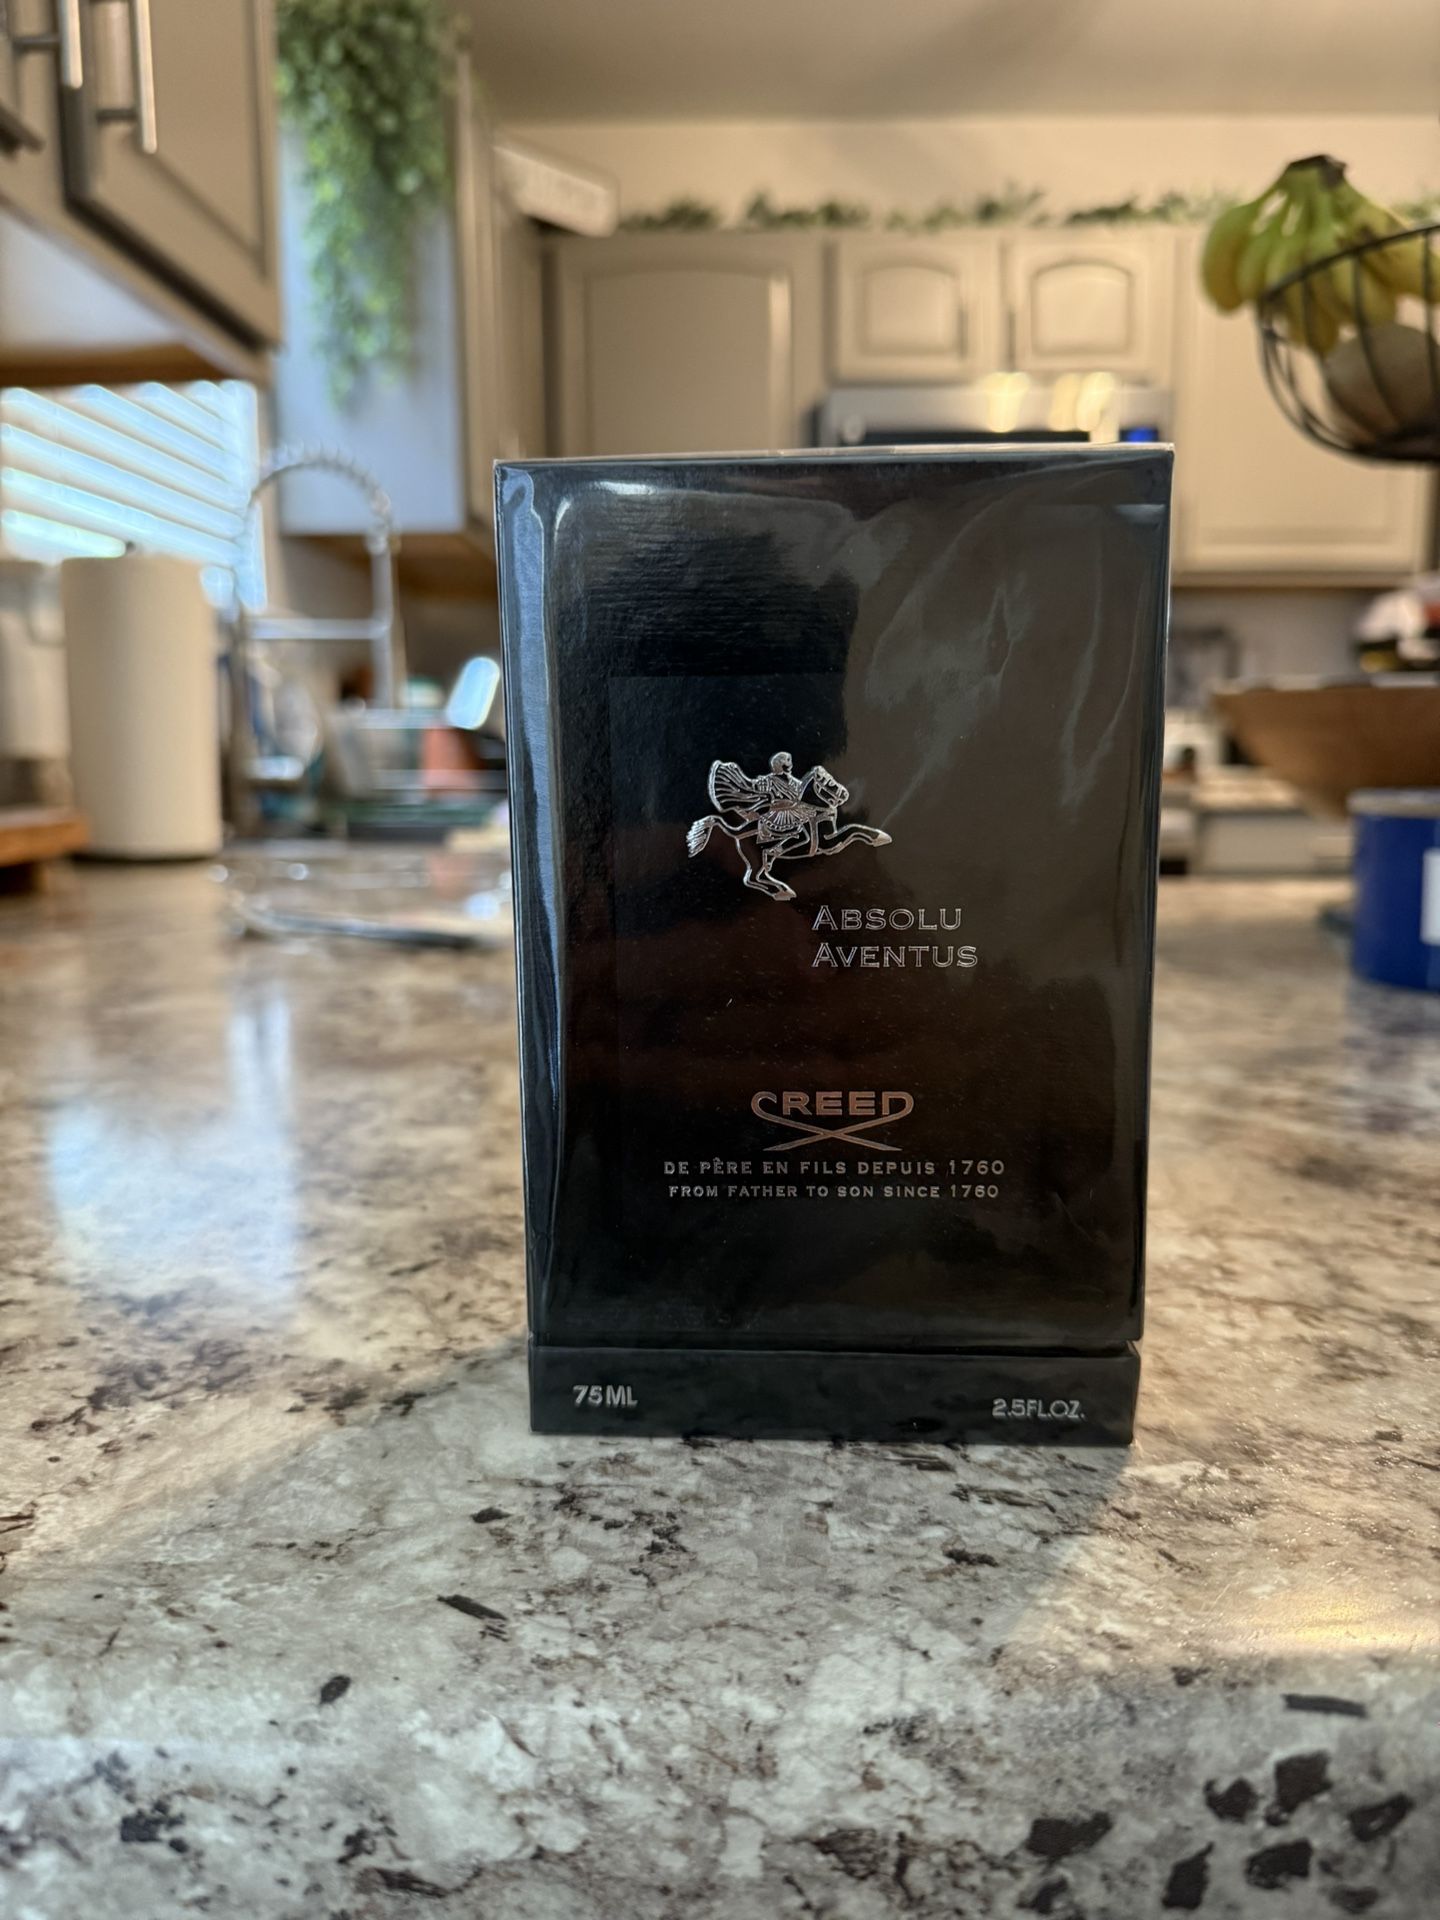 ABSOLU
AVENTUS
CREED
DE PÈRE EN FILS DEPUIS 1760
FROM FATHER TO SON SINCE 1760
75ML
2.5FL.OZ.